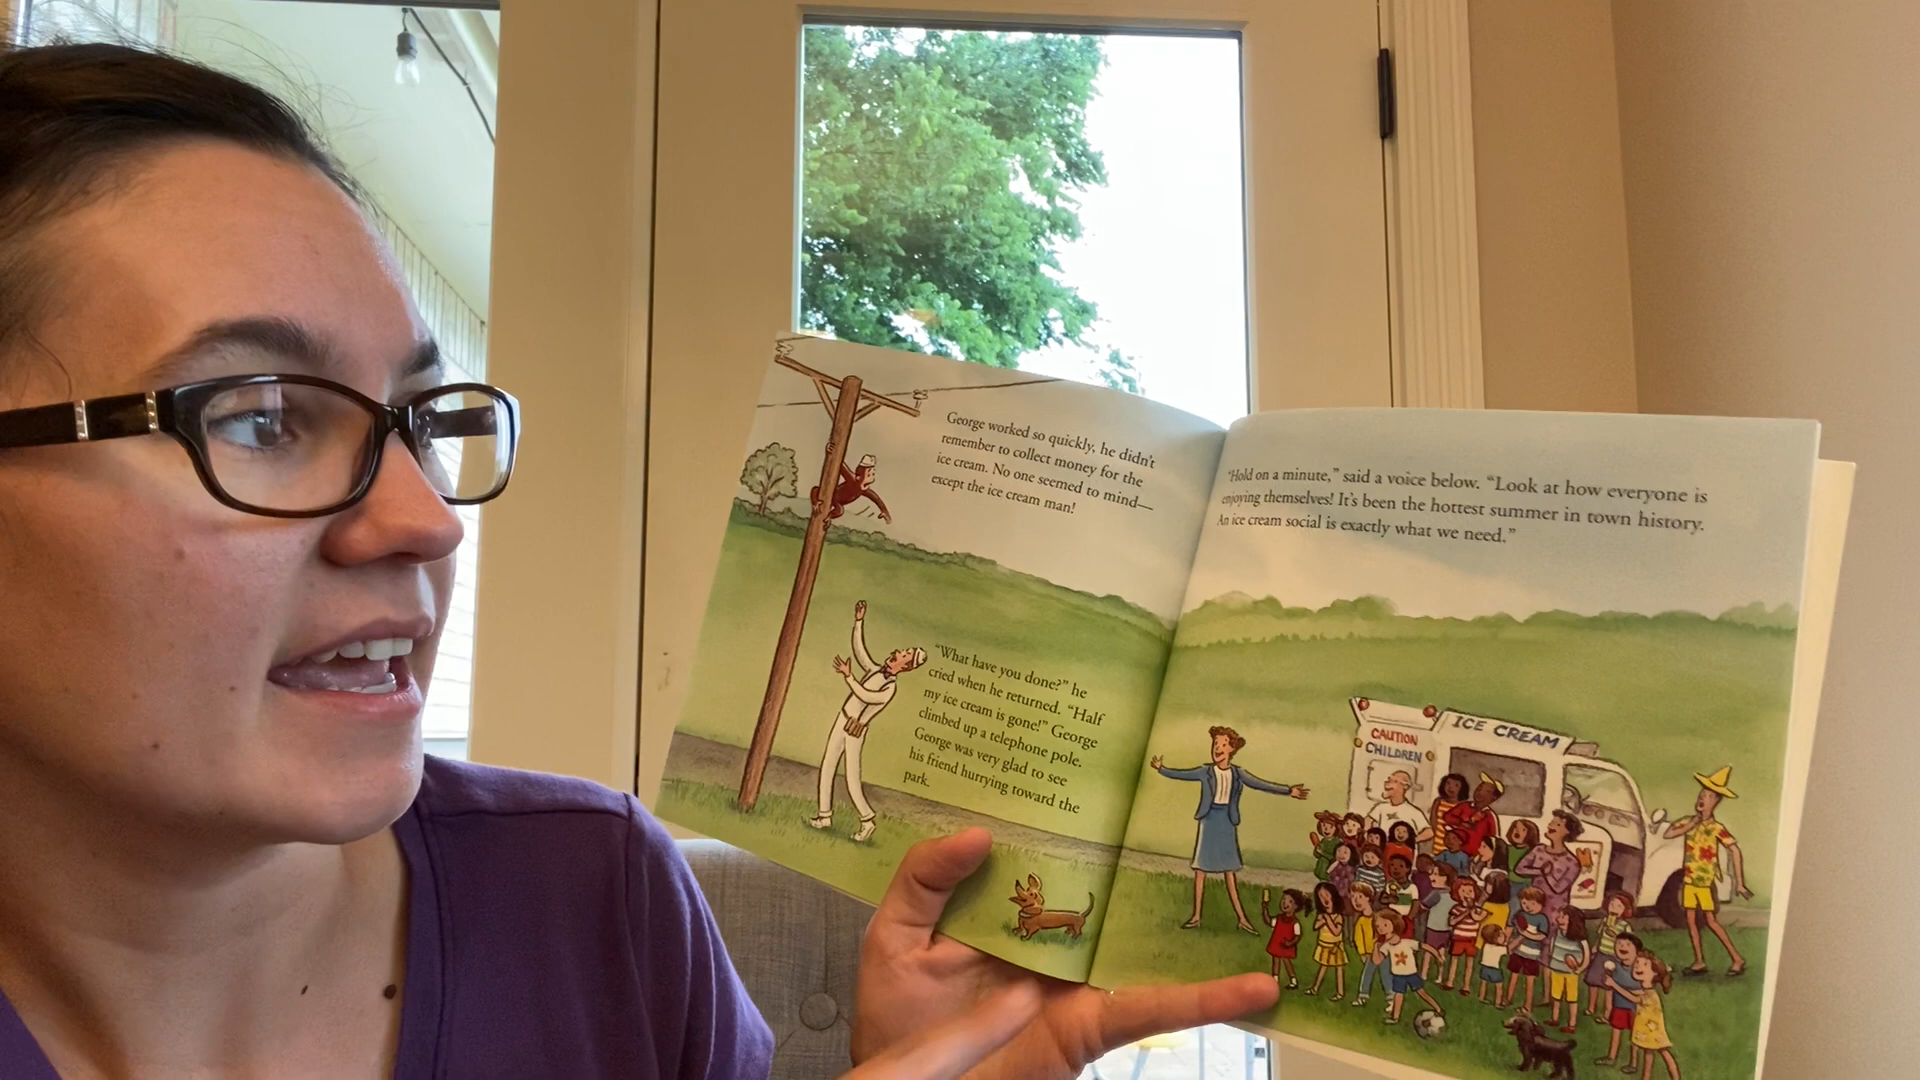 George worked so quickly, he didn't
remember to collect money for the
ice cream. No one seemed to mind—
except the ice cream man!
"What have you done?" he
cried when he returned. "Half
my ice cream is gone!" George
climbed up a telephone pole.
George was very glad to see
his friend hurrying toward the
park.
"Hold on a minute," said a voice below. "Look at how everyone is
enjoying themselves! It's been the hottest summer in town history.
An ice cream social is exactly what we need."
ICE CREAM
CAUTION
CHILDREN